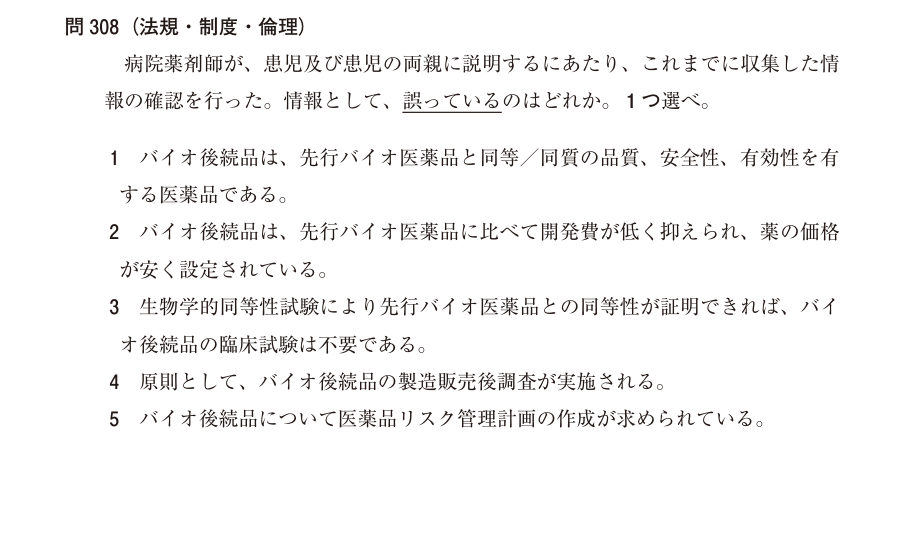 問 308（法規・制度・倫理）
病院薬剤師が、患児及び患児の両親に説明するにあたり、これまでに収集した情
報の確認を行った。情報として、誤っているのはどれか。1つ選べ。
1 バイオ後続品は、先行バイオ医薬品と同等／同質の品質、安全性、有効性を有
する医薬品である。
2 バイオ後続品は、先行バイオ医薬品に比べて開発費が低く抑えられ、薬の価格
が安く設定されている。
3 生物学的同等性試験により先行バイオ医薬品との同等性が証明できれば、バイ
オ後続品の臨床試験は不要である。
4 原則として、バイオ後続品の製造販売後調査が実施される。
5 バイオ後続品について医薬品リスク管理計画の作成が求められている。